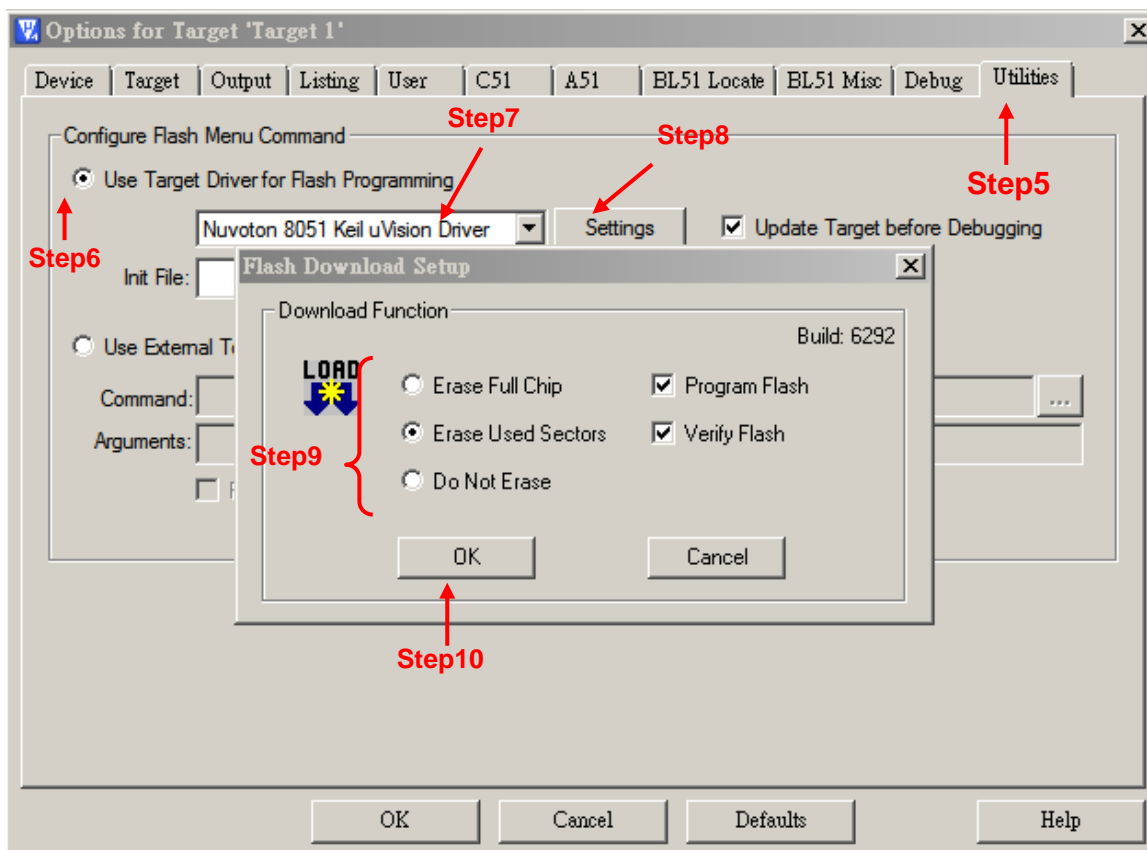 Options for Target 'Target 1'
Device Target Output Listing User C51 A51 BL51 Locate BL51 Misc Debug Utilities
Step7
Configure Flash Menu Command
Step8
Use Target Driver for Flash Programming
Step5
Nuvoton 8051 Keil uVision Driver Settings Update Target before Debugging
Step6
Init File:
Flash Download Setup
Download Function
Build: 6292
Use External
LOAD
Erase Full Chip Program Flash
Command: ...
Erase Used Sectors Verify Flash
Arguments:
Step9
Do Not Erase
OK Cancel
Step10
OK Cancel Defaults Help